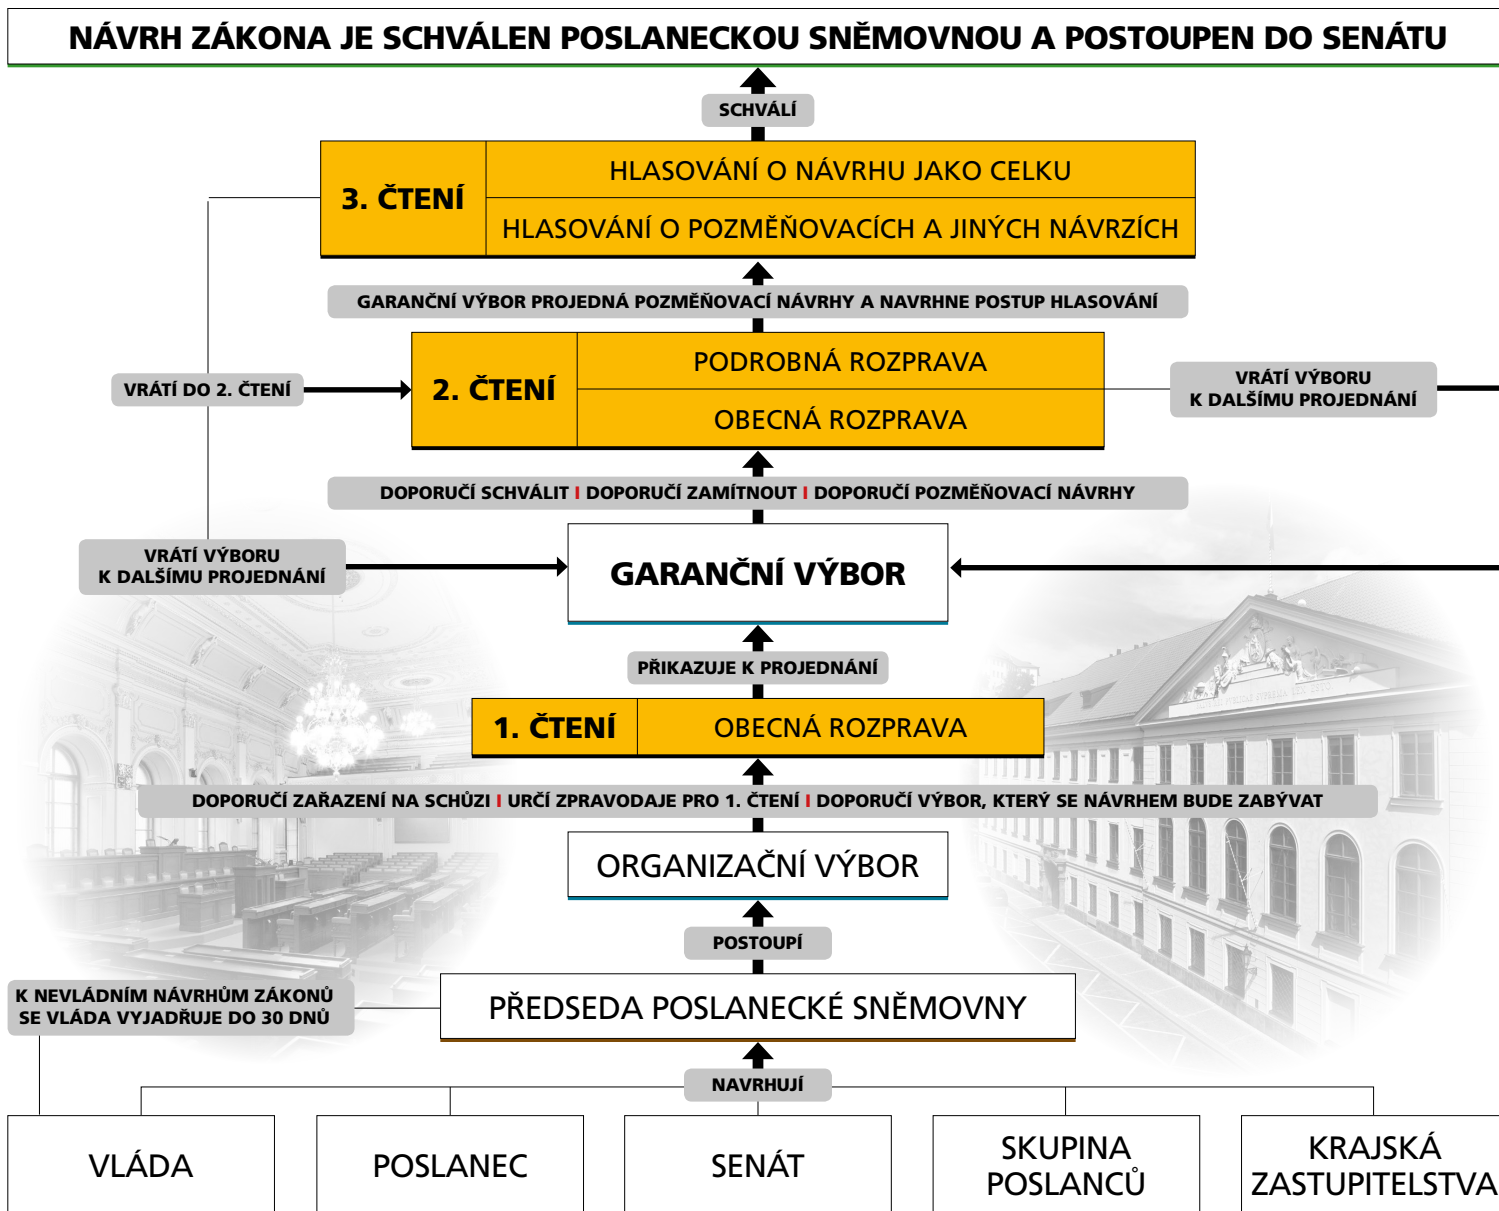 NÁVRH ZÁKONA JE SCHVÁLEN POSLANECKOU SNĚMOVNOU A POSTOUPEN DO SENÁTU
SCHVÁLÍ
3. ČTENÍ
HLASOVÁNÍ O NÁVRHU JAKO CELKU
HLASOVÁNÍ O POZMĚŇOVACÍCH A JINÝCH NÁVRZÍCH
GARANČNÍ VÝBOR PROJEDNÁ POZMĚŇOVACÍ NÁVRHY A NAVRHNE POSTUP HLASOVÁNÍ
VRÁTÍ DO 2. ČTENÍ
2. ČTENÍ
PODROBNÁ ROZPRAVA
OBECNÁ ROZPRAVA
VRÁTÍ VÝBORU
K DALŠÍMU PROJEDNÁNÍ
DOPORUČÍ SCHVÁLIT I DOPORUČÍ ZAMÍTNOUT I DOPORUČÍ POZMĚŇOVACÍ NÁVRHY
VRÁTÍ VÝBORU
K DALŠÍMU PROJEDNÁNÍ
GARANČNÍ VÝBOR
PŘIKAZUJE K PROJEDNÁNÍ
1. ČTENÍ
OBECNÁ ROZPRAVA
DOPORUČÍ ZAŘAZENÍ NA SCHŮZI I URČÍ ZPRAVODAJE PRO 1. ČTENÍ I DOPORUČÍ VÝBOR, KTERÝ SE NÁVRHEM BUDE ZABÝVAT
ORGANIZAČNÍ VÝBOR
POSTOUPÍ
K NEVLÁDNÍM NÁVRHŮM ZÁKONŮ
SE VLÁDA VYJADŘUJE DO 30 DNŮ
PŘEDSEDA POSLANECKÉ SNĚMOVNY
NAVRHUJÍ
VLÁDA
POSLANEC
SENÁT
SKUPINA
POSLANCŮ
KRAJSKÁ
ZASTUPITELSTVA